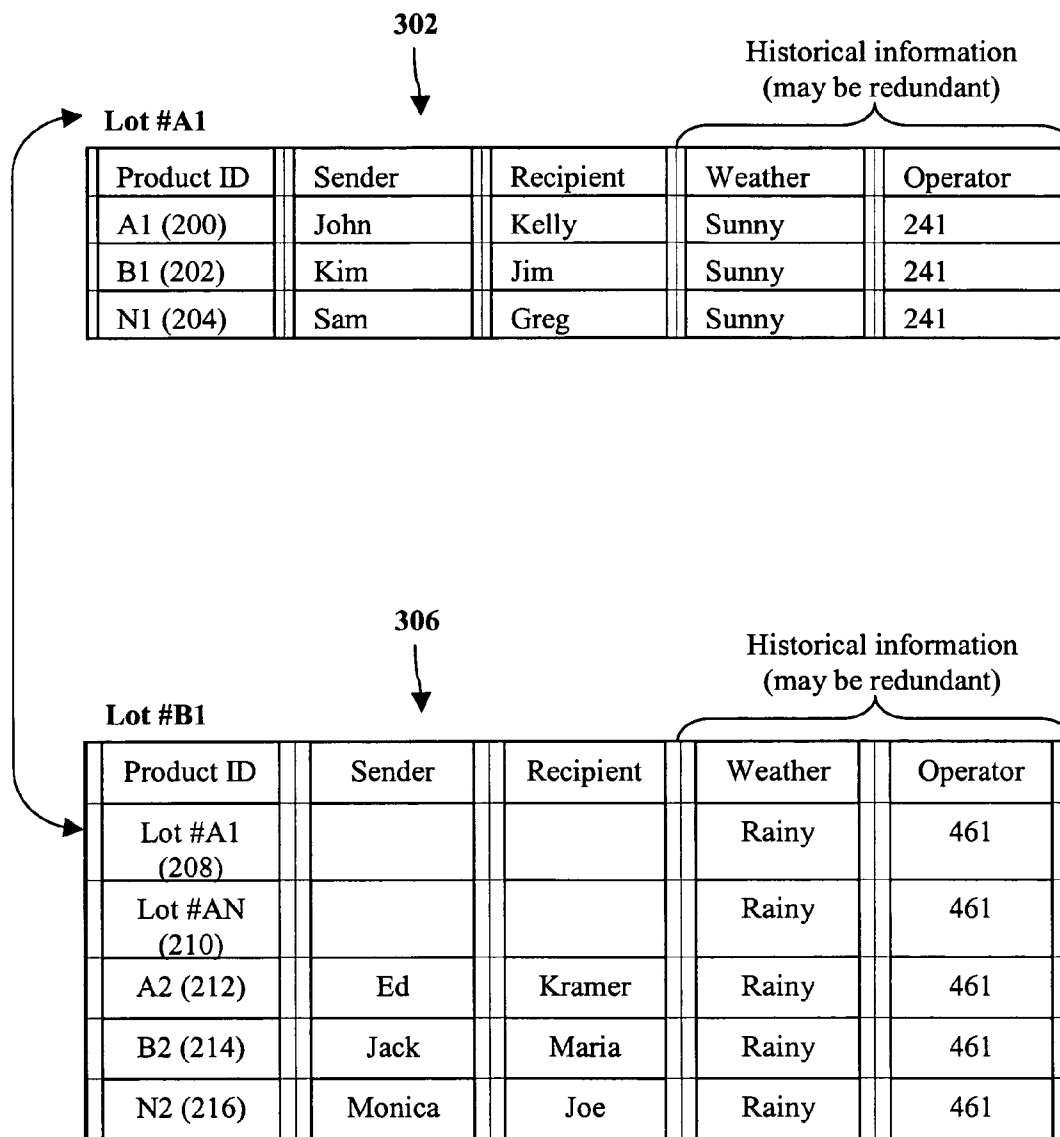 302
Historical information
(may be redundant)
Lot #A1
Product ID Sender Recipient Weather Operator
A1 (200) John Kelly Sunny 241
B1 (202) Kim Jim Sunny 241
N1 (204) Sam Greg Sunny 241
306
Historical information
(may be redundant)
Lot #B1
Product ID Sender Recipient Weather Operator
Lot #A1 Rainy 461
(208)
Lot #AN Rainy 461
(210)
A2 (212) Ed Kramer Rainy 461
B2 (214) Jack Maria Rainy 461
N2 (216) Monica Joe Rainy 461